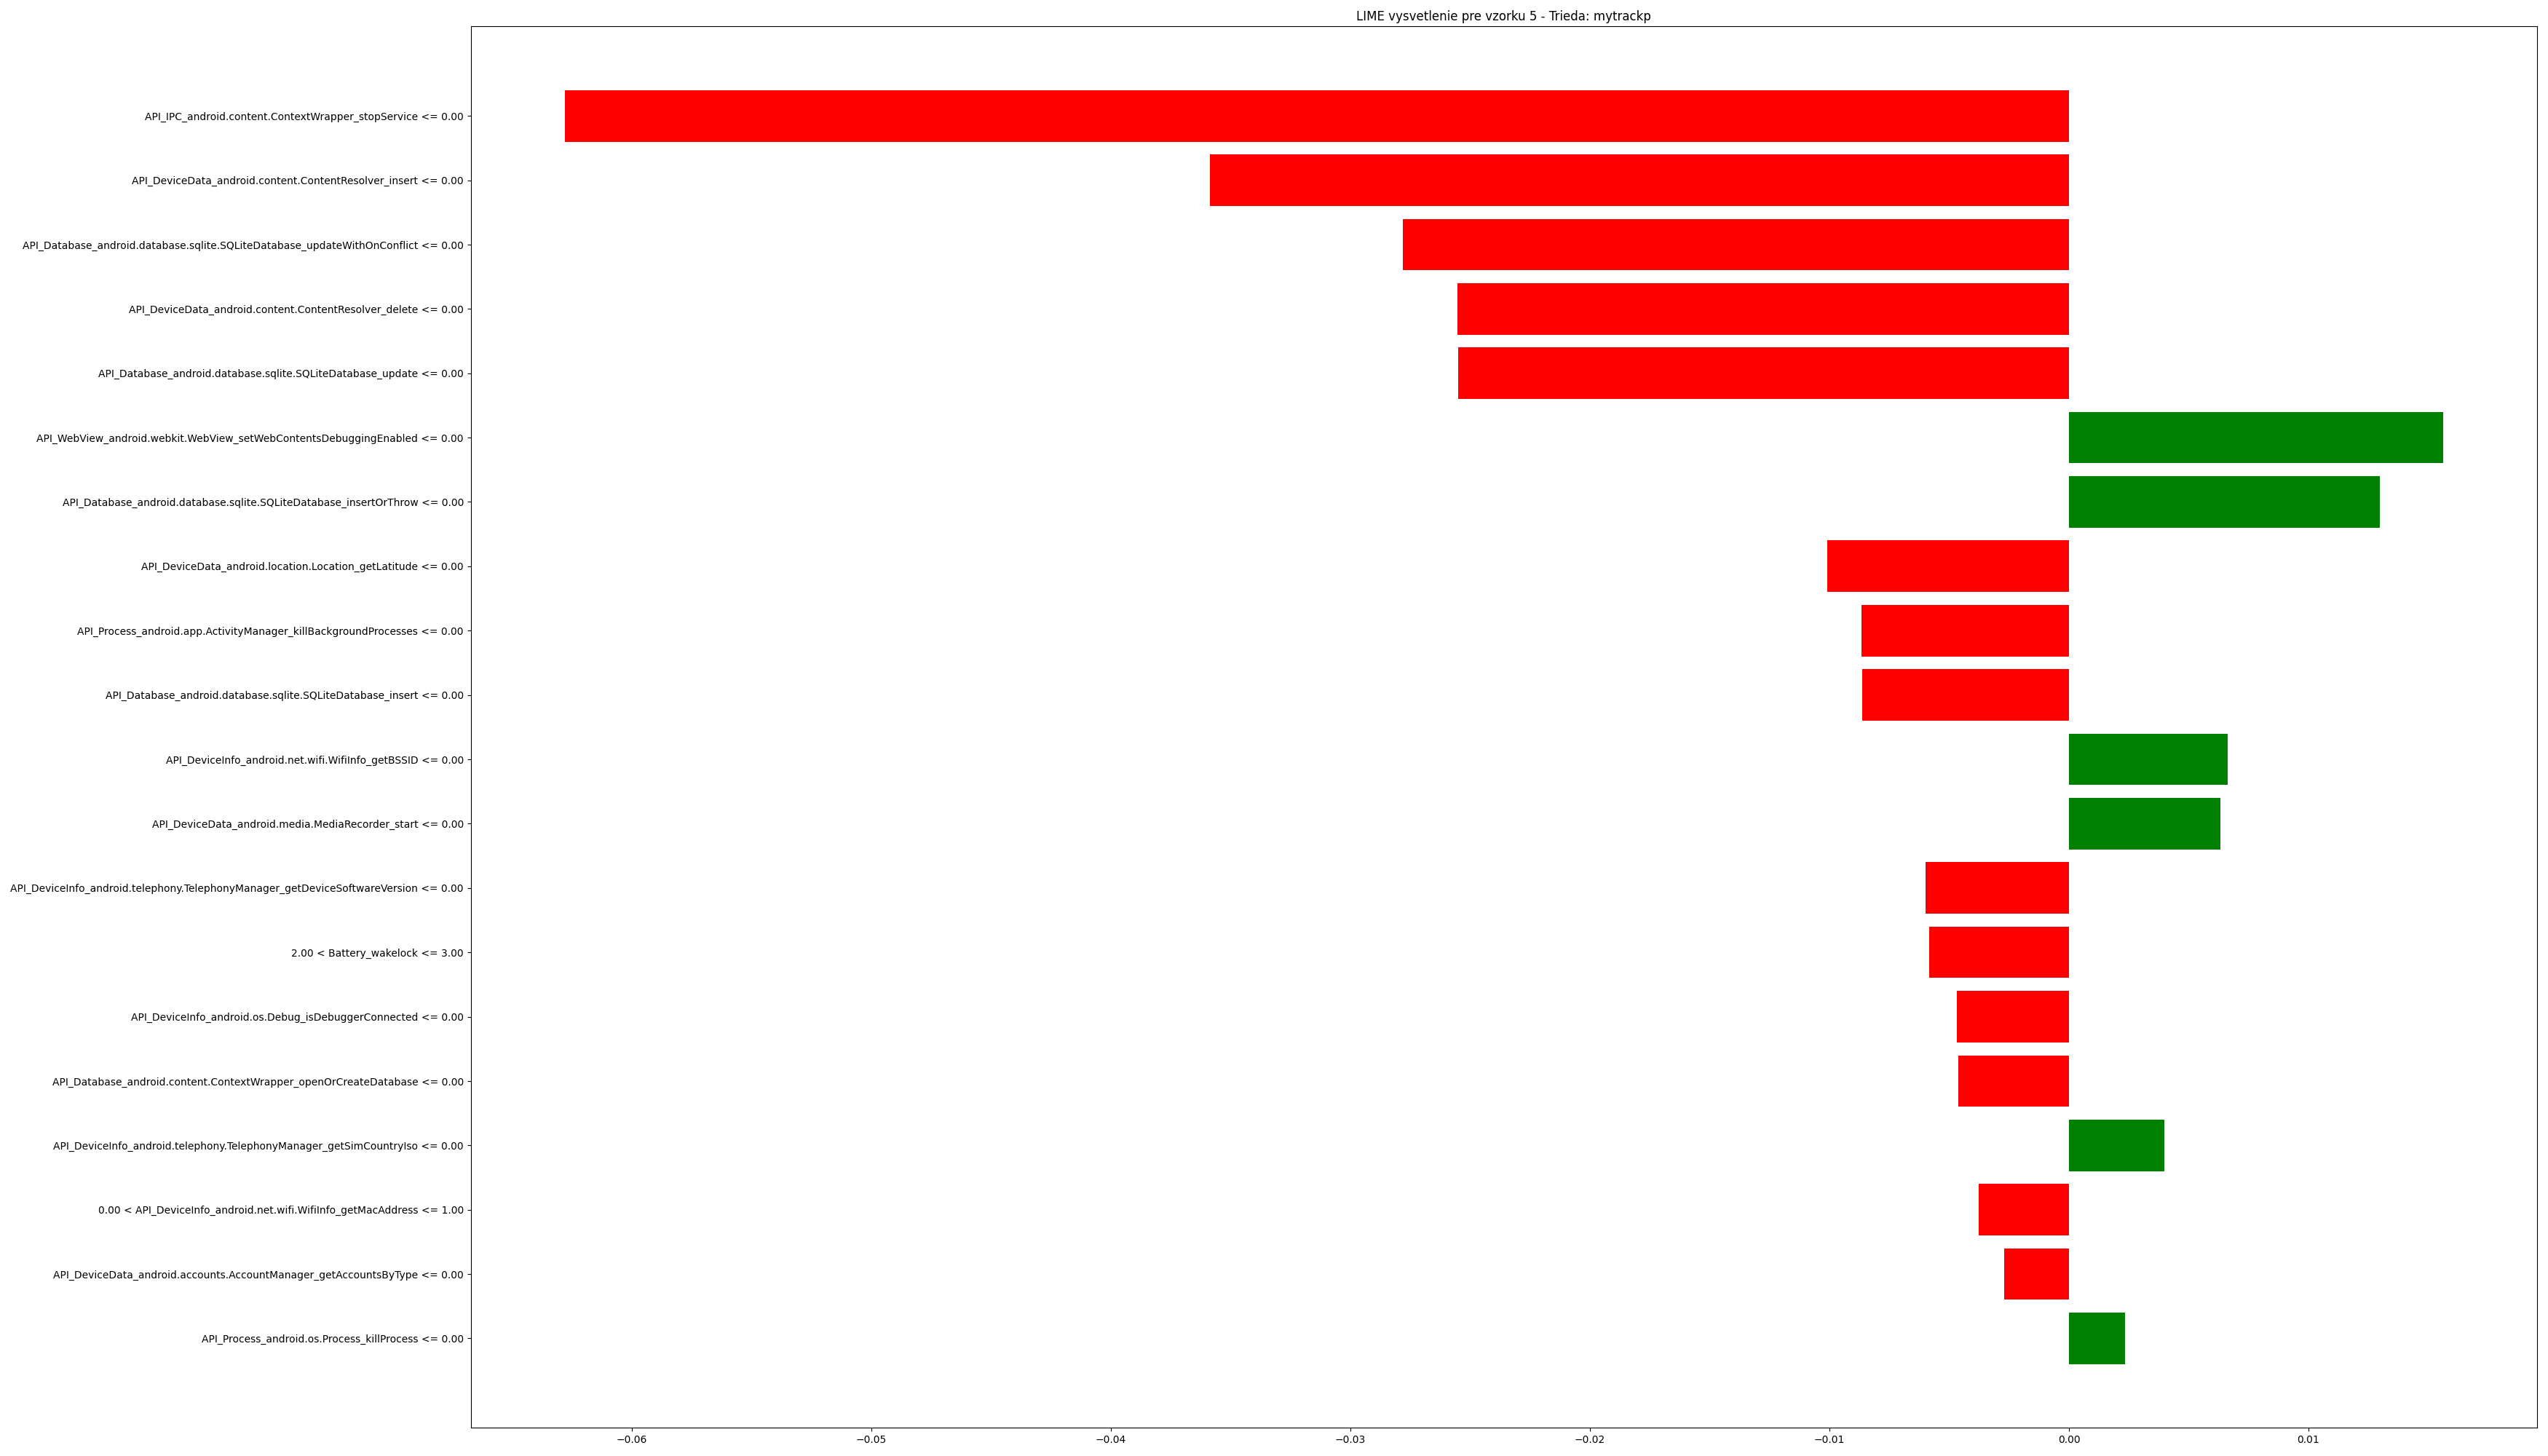 LIME vysvetlenie pre vzorku 5 - Trieda: mytrackp
API_IPC_android.content.ContextWrapper_stopService <= 0.00
API_DeviceData_android.content.ContentResolver_insert <= 0.00
API_Database_android.database.sqlite.SQLiteDatabase_updateWithOnConflict <= 0.00
API_DeviceData_android.content.ContentResolver_delete <= 0.00
API_Database_android.database.sqlite.SQLiteDatabase_update <= 0.00
API_WebView_android.webkit.WebView_setWebContentsDebuggingEnabled <= 0.00
API_Database_android.database.sqlite.SQLiteDatabase_insertOrThrow <= 0.00
API_DeviceData_android.location.Location_getLatitude <= 0.00
API_Process_android.app.ActivityManager_killBackgroundProcesses <= 0.00
API_Database_android.database.sqlite.SQLiteDatabase_insert <= 0.00
API_DeviceInfo_android.net.wifi.WifiInfo_getBSSID <= 0.00
API_DeviceData_android.media.MediaRecorder_start <= 0.00
API_DeviceInfo_android.telephony.TelephonyManager_getDeviceSoftwareVersion <= 0.00
2.00 < Battery_wakelock <= 3.00
API_DeviceInfo_android.os.Debug_isDebuggerConnected <= 0.00
API_Database_android.content.ContextWrapper_openOrCreateDatabase <= 0.00
API_DeviceInfo_android.telephony.TelephonyManager_getSimCountryIso <= 0.00
0.00 < API_DeviceInfo_android.net.wifi.WifiInfo_getMacAddress <= 1.00
API_DeviceData_android.accounts.AccountManager_getAccountsByType <= 0.00
API_Process_android.os.Process_killProcess <= 0.00
−0.06 −0.05 −0.04 −0.03 −0.02 −0.01 0.00 0.01